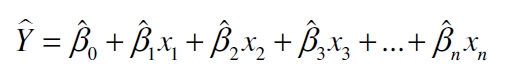 Ŷ = β̂₀ + β̂₁x₁ + β̂₂x₂ + β̂₃x₃ + ... + β̂ₙxₙ